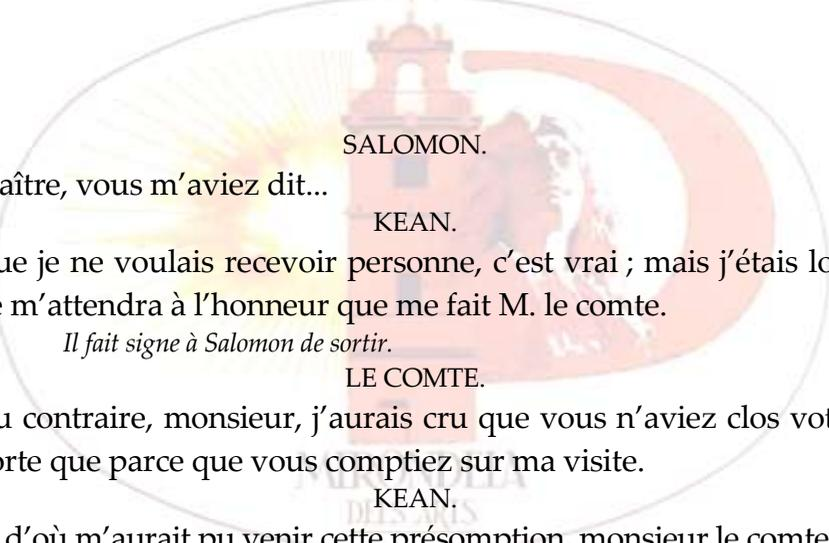 SALOMON.
aître, vous m’aviez dit...
KEAN.
ue je ne voulais recevoir personne, c’est vrai ; mais j’étais lo
e m’attendra à l’honneur que me fait M. le comte.
Il fait signe à Salomon de sortir.
LE COMTE.
u contraire, monsieur, j’aurais cru que vous n’aviez clos vot
orte que parce que vous comptiez sur ma visite.
MIRONDELLA
KEAN.
DELS ARTS
d’où m’aurait pu venir cette présomption, monsieur le comte